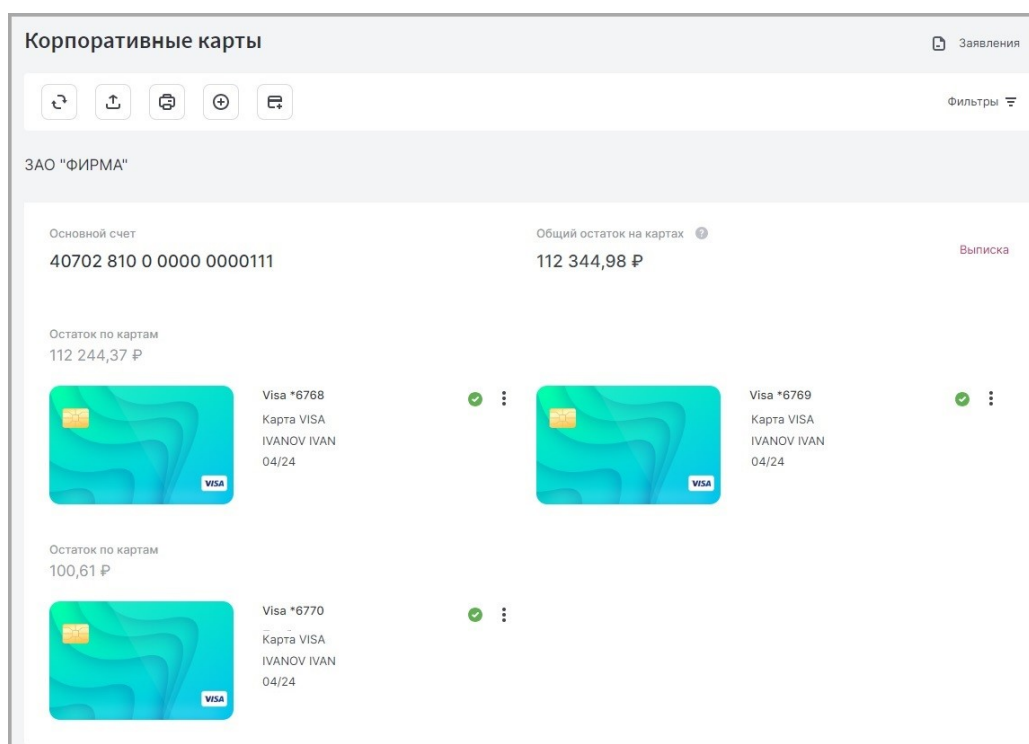 Корпоративные карты
Заявления
Фильтры
ЗАО "ФИРМА"
Основной счет
Общий остаток на картах ?
40702 810 0 0000 0000111
112 344,98 ₽
Выписка
Остаток по картам
112 244,37 ₽
VISA
Visa *6768
Карта VISA
IVANOV IVAN
04/24
VISA
Visa *6769
Карта VISA
IVANOV IVAN
04/24
Остаток по картам
100,61 ₽
VISA
Visa *6770
Карта VISA
IVANOV IVAN
04/24